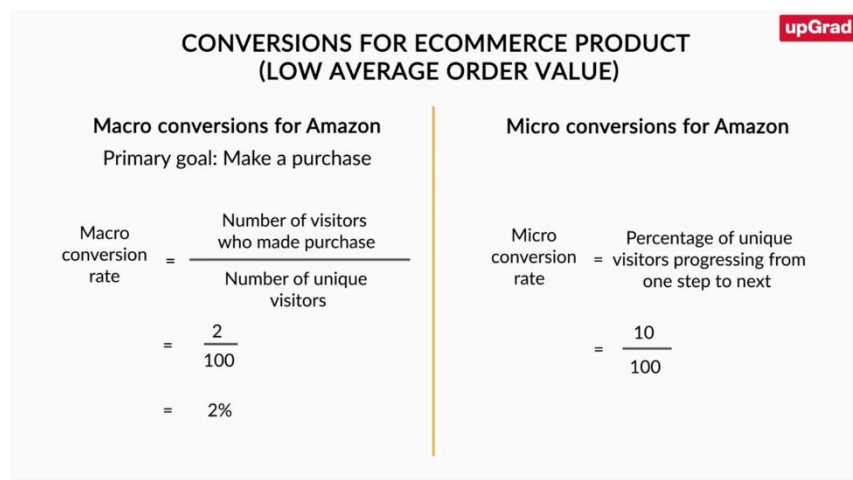 upGrad
CONVERSIONS FOR ECOMMERCE PRODUCT
(LOW AVERAGE ORDER VALUE)
Macro conversions for Amazon
Primary goal: Make a purchase
Macro
conversion
rate
=
Number of visitors
who made purchase
Number of unique
visitors
=
2
100
=
2%
Micro conversions for Amazon
Micro
conversion
rate
=
Percentage of unique
visitors progressing from
one step to next
=
10
100